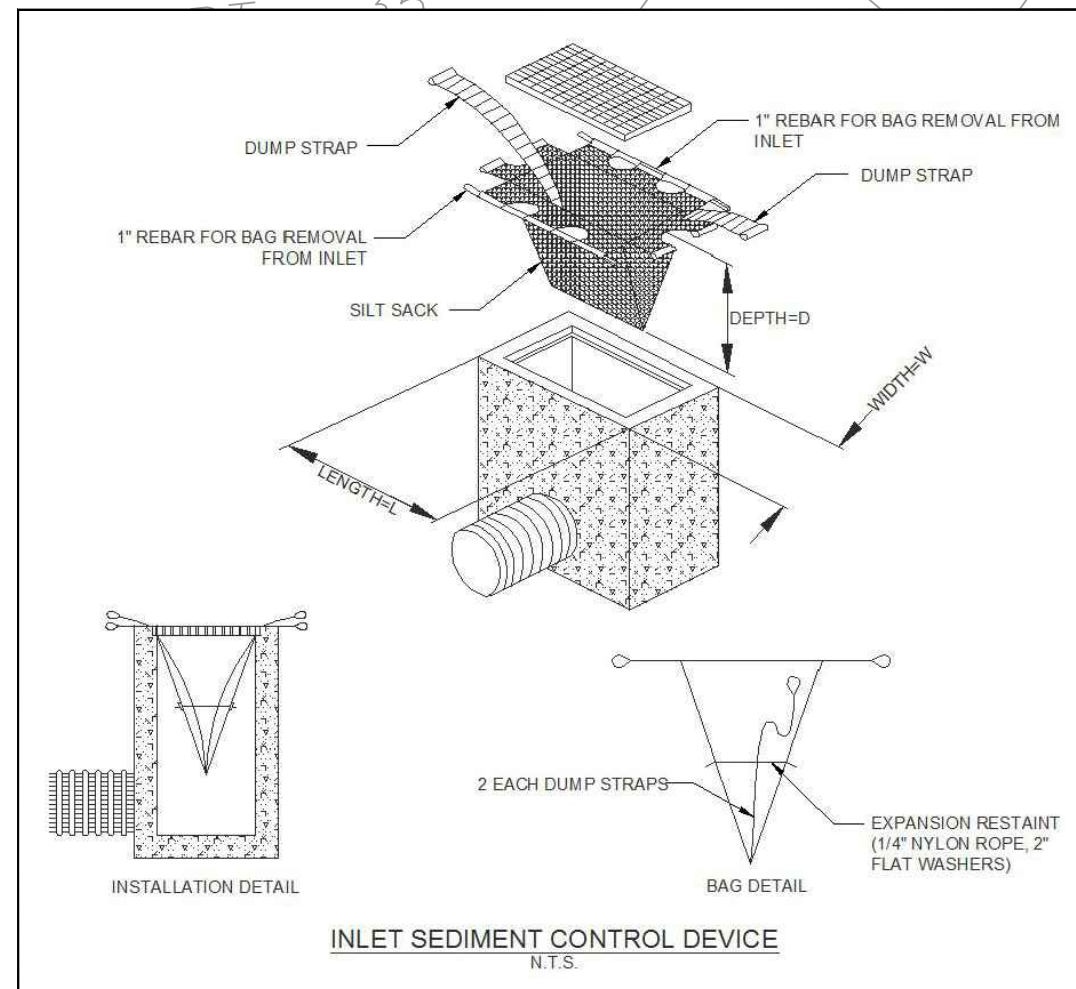 DUMP STRAP
1" REBAR FOR BAG REMOVAL FROM
INLET
DUMP STRAP
1" REBAR FOR BAG REMOVAL
FROM INLET
SILT SACK
DEPTH=D
WIDTH=W
LENGTH=L
2 EACH DUMP STRAPS
EXPANSION RESTAINT
(1/4" NYLON ROPE, 2"
FLAT WASHERS)
INSTALLATION DETAIL
BAG DETAIL
INLET SEDIMENT CONTROL DEVICE
N.T.S.